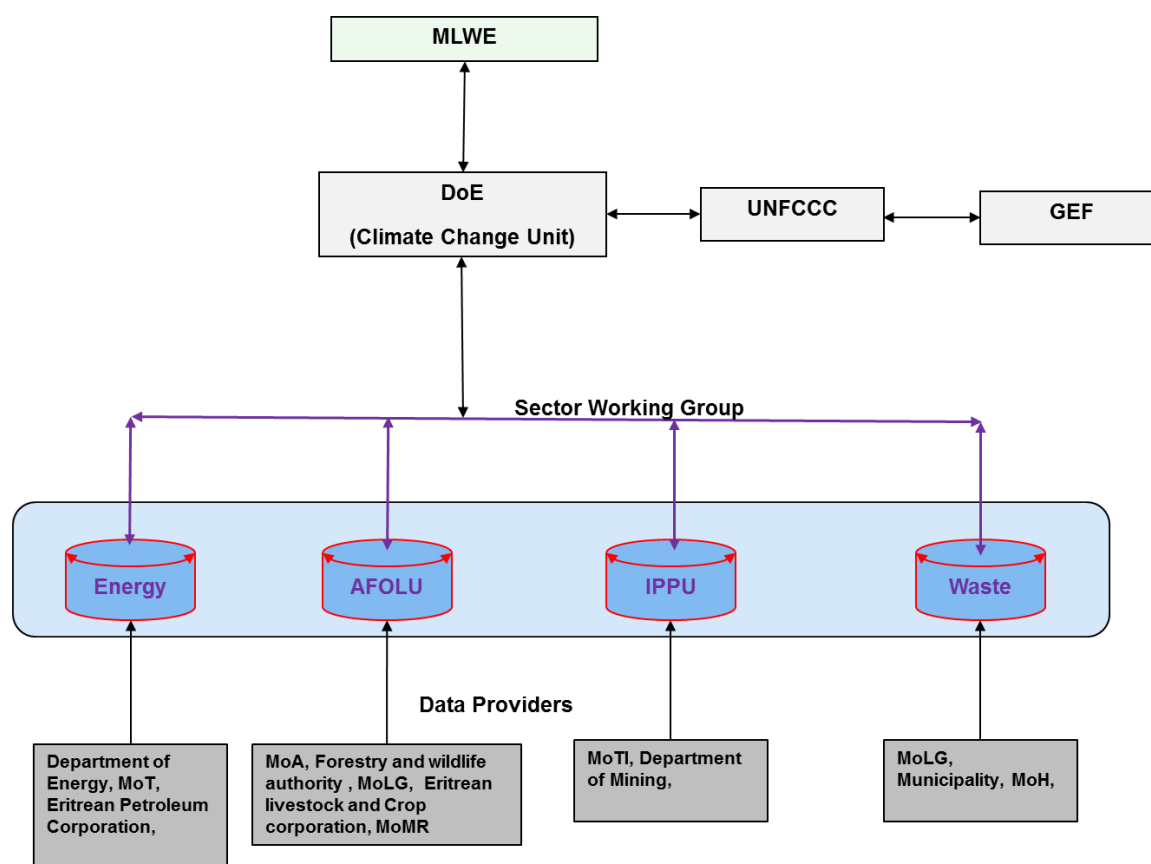 MLWE
DoE
(Climate Change Unit)
UNFCCC
GEF
Sector Working Group
Energy
AFOLU
IPPU
Waste
Data Providers
Department of
Energy, MoT,
Eritrean Petroleum
Corporation,
MoA, Forestry and wildlife
authority , MoLG, Eritrean
livestock and Crop
corporation, MoMR
MoTI, Department
of Mining,
MoLG,
Municipality, MoH,